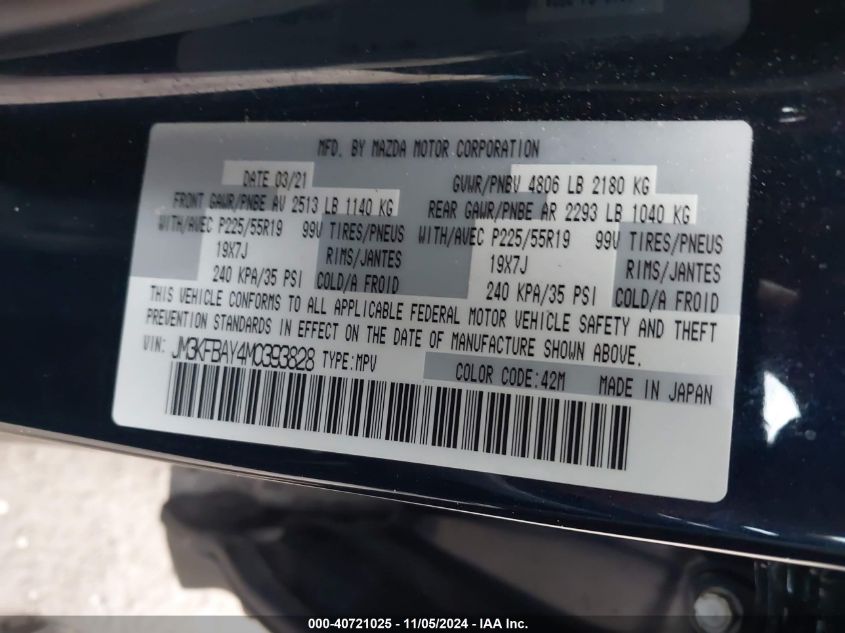 MFD. BY MAZDA MOTOR CORPORATION
DATE 03/21 GVWR/PNBV 4806 LB 2180 KG
FRONT GAWR/PNBE AV 2513 LB 1140 KG REAR GAWR/PNBE AR 2293 LB 1040 KG
WITH/AVEC P225/55R19 99V TIRES/PNEUS WITH/AVEC P225/55R19 99V TIRES/PNEUS
19X7J RIMS/JANTES 19X7J RIMS/JANTES
240 KPA/35 PSI COLD/A FROID 240 KPA/35 PSI COLD/A FROID
THIS VEHICLE CONFORMS TO ALL APPLICABLE FEDERAL MOTOR VEHICLE SAFETY AND THEFT
PREVENTION STANDARDS IN EFFECT ON THE DATE OF MANUFACTURE SHOWN ABOVE.
VIN: JM3KFBAY4M0393828 TYPE:MPV
COLOR CODE:42M MADE IN JAPAN
000-40721025 - 11/05/2024 - IAA Inc.